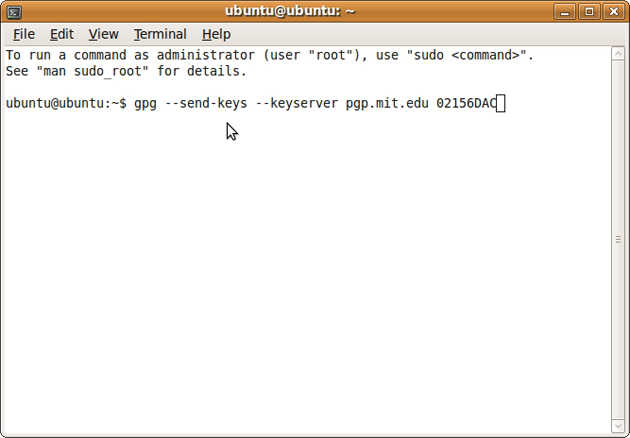 ubuntu@ubuntu: ~
File Edit View Terminal Help
To run a command as administrator (user "root"), use "sudo <command>".
See "man sudo_root" for details.
ubuntu@ubuntu:~$ gpg --send-keys --keyserver pgp.mit.edu 02156DAC